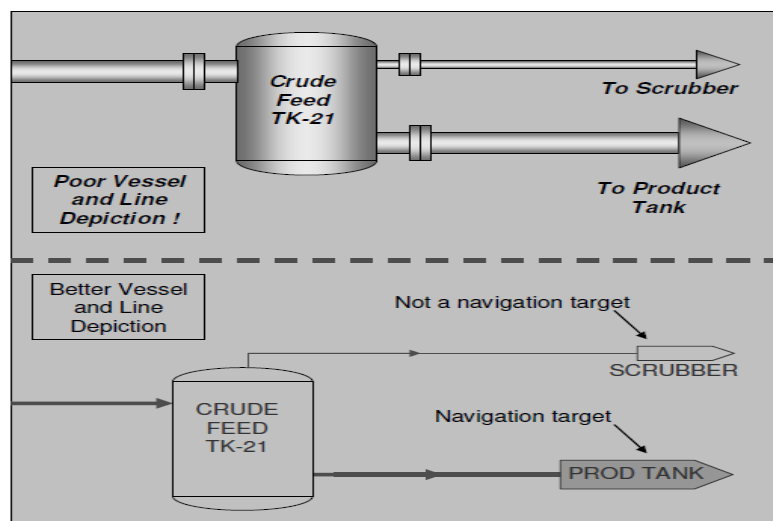 Crude
Feed
TK-21
To Scrubber
To Product
Tank
Poor Vessel
and Line
Depiction !
Better Vessel
and Line
Depiction
Not a navigation target
SCRUBBER
CRUDE
FEED
TK-21
Navigation target
PROD TANK